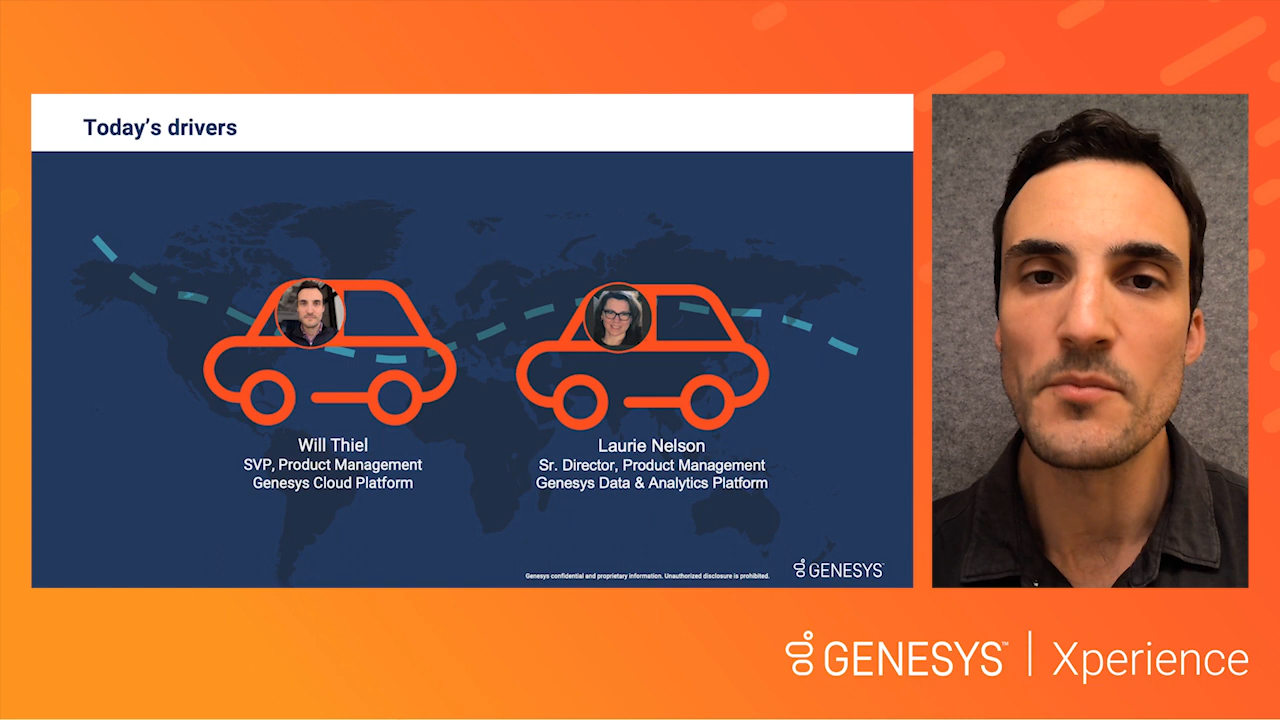 Today’s drivers
Will Thiel
SVP, Product Management
Genesys Cloud Platform
Laurie Nelson
Sr. Director, Product Management
Genesys Data & Analytics Platform
Genesys confidential and proprietary information. Unauthorized disclosure is prohibited.
GENESYS
GENESYS™ | Xperience